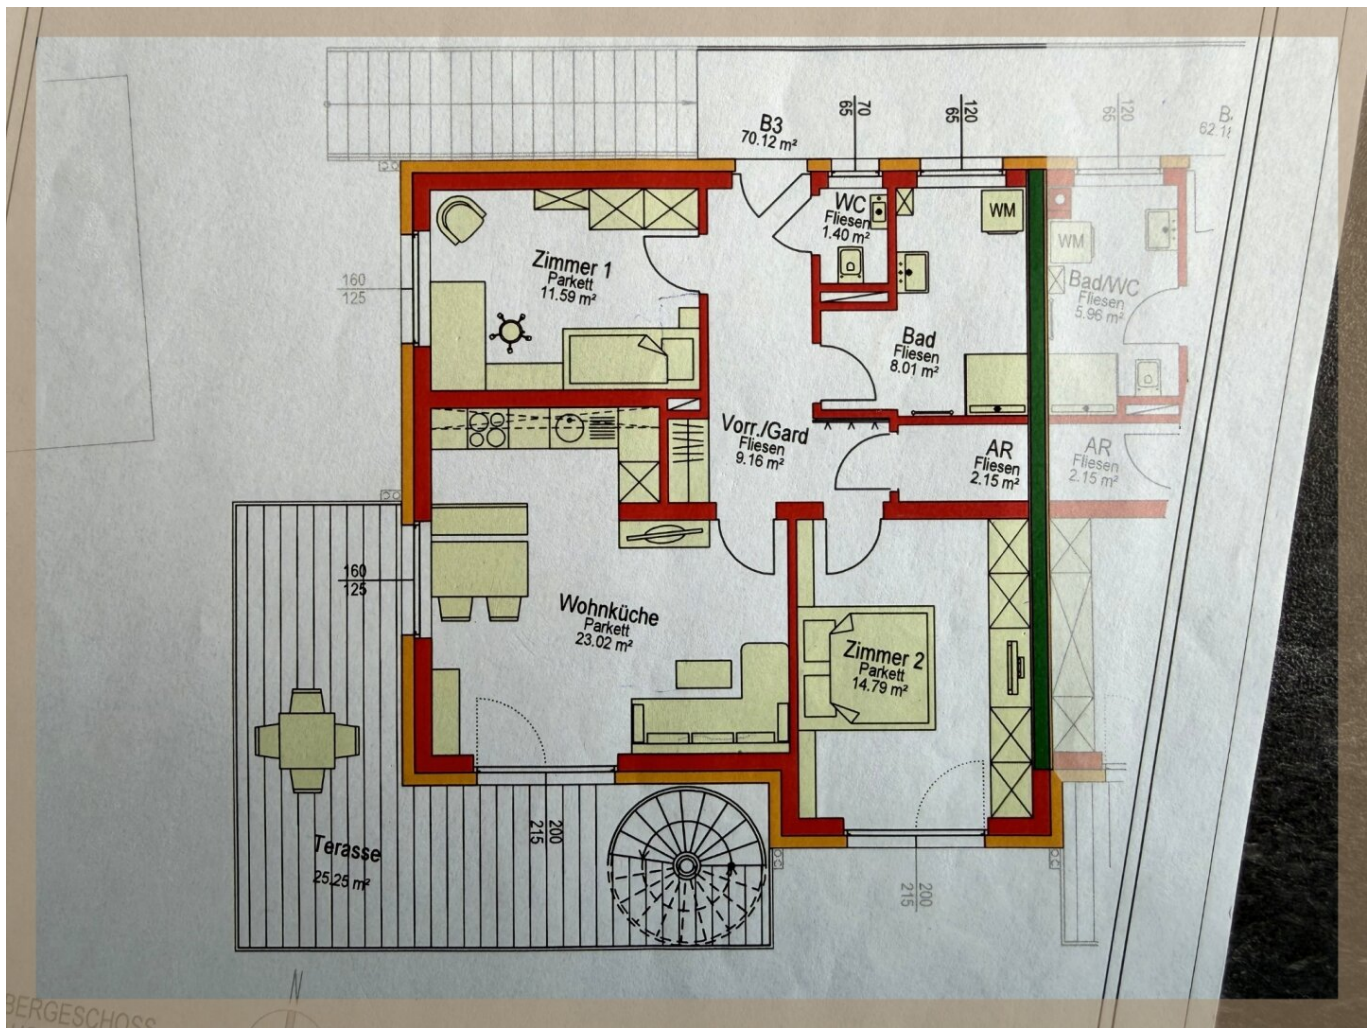 B3
70.12 m²
70
65
120
65
120
65
WC
Fliesen
1.40 m²
WM
WM
Zimmer 1
Parkett
11.59 m²
160
125
Bad/WC
Fliesen
5.96 m²
Bad
Fliesen
8.01 m²
Vorr./Gard
Fliesen
9.16 m²
AR
Fliesen
2.15 m²
AR
Fliesen
2.15 m²
160
125
Wohnküche
Parkett
23.02 m²
Zimmer 2
Parkett
14.79 m²
200
215
Terasse
25.25 m²
200
215
N
BERGESCHOSS